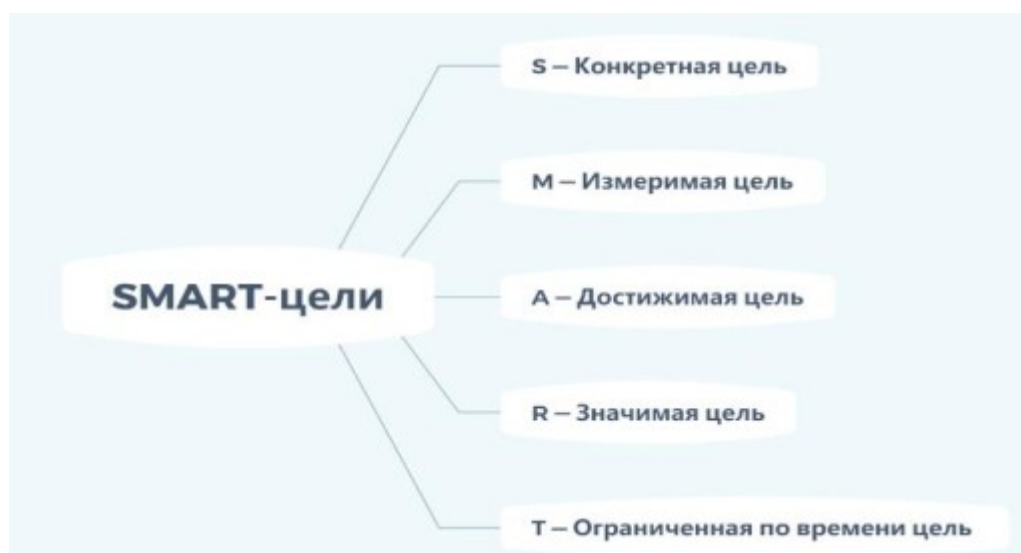 S – Конкретная цель
M – Измеримая цель
SMART-цели
A – Достижимая цель
R – Значимая цель
T – Ограниченная по времени цель